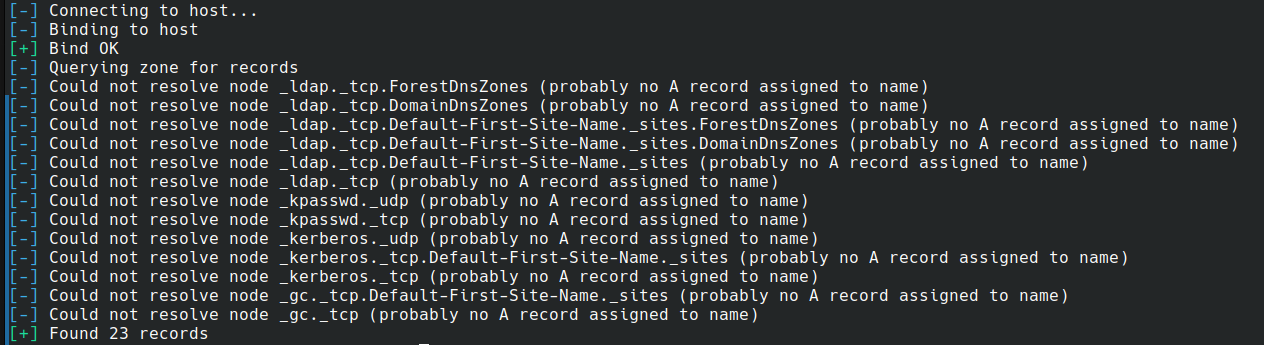 [-] Connecting to host...
[-] Binding to host
[+] Bind OK
[-] Querying zone for records
[-] Could not resolve node _ldap._tcp.ForestDnsZones (probably no A record assigned to name)
[-] Could not resolve node _ldap._tcp.DomainDnsZones (probably no A record assigned to name)
[-] Could not resolve node _ldap._tcp.Default-First-Site-Name._sites.ForestDnsZones (probably no A record assigned to name)
[-] Could not resolve node _ldap._tcp.Default-First-Site-Name._sites.DomainDnsZones (probably no A record assigned to name)
[-] Could not resolve node _ldap._tcp.Default-First-Site-Name._sites (probably no A record assigned to name)
[-] Could not resolve node _ldap._tcp (probably no A record assigned to name)
[-] Could not resolve node _kpasswd._udp (probably no A record assigned to name)
[-] Could not resolve node _kpasswd._tcp (probably no A record assigned to name)
[-] Could not resolve node _kerberos._udp (probably no A record assigned to name)
[-] Could not resolve node _kerberos._tcp.Default-First-Site-Name._sites (probably no A record assigned to name)
[-] Could not resolve node _kerberos._tcp (probably no A record assigned to name)
[-] Could not resolve node _gc._tcp.Default-First-Site-Name._sites (probably no A record assigned to name)
[-] Could not resolve node _gc._tcp (probably no A record assigned to name)
[+] Found 23 records